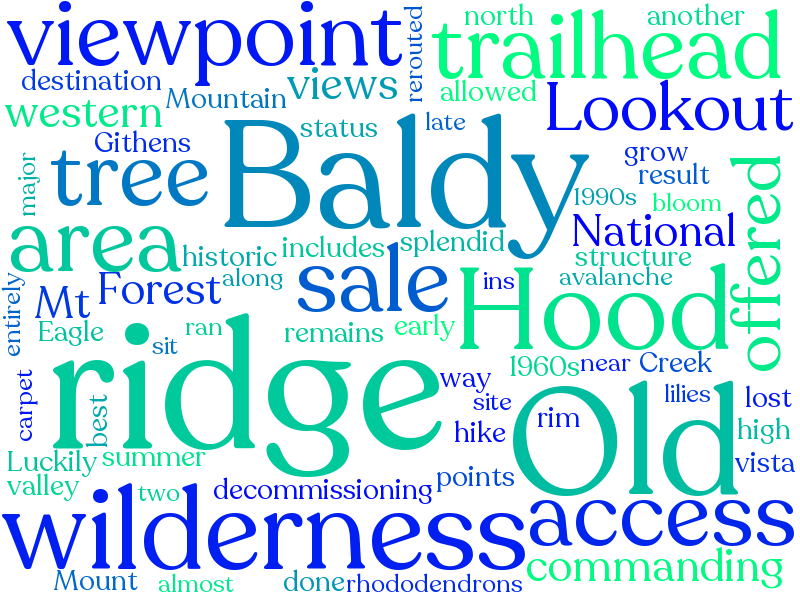 viewpoint
north
another
rerouted
trailhead
destination
Mountain
views
allowed
Lookout
western
status
late
Githens
Baldy
grow
tree
result
major
1990s
bloom
offered
National
area
historic
includes
splendid
structure
sale
ins
avalanche
Hood
entirely
Mt
Forest
along
Eagle
ran
sit
remains
early
ridge
1960s
near
Creek
way
carpet
best
site
rim
lilies
lost
Old
hike
high
Luckily
summer
vista
valley
two
decommissioning
points
wilderness
access
commanding
Mount
almost
done
rhododendrons